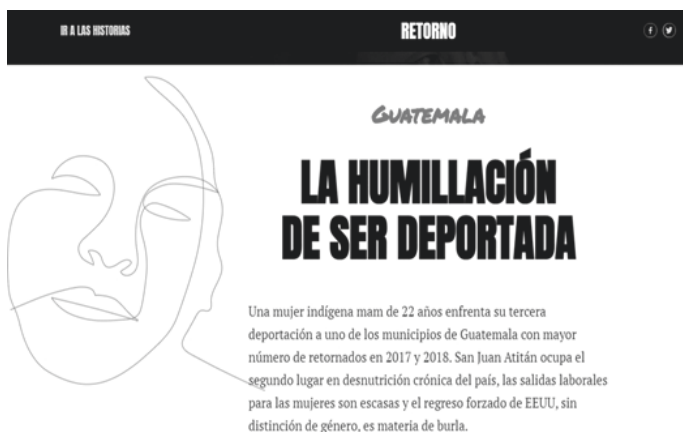 IR A LAS HISTORIAS
RETORNO
GUATEMALA
LA HUMILLACIÓN
DE SER DEPORTADA
Una mujer indígena mam de 22 años enfrenta su tercera
deportación a uno de los municipios de Guatemala con mayor
número de retornados en 2017 y 2018. San Juan Atitán ocupa el
segundo lugar en desnutrición crónica del país, las salidas laborales
para las mujeres son escasas y el regreso forzado de EEUU, sin
distinción de género, es materia de burla.